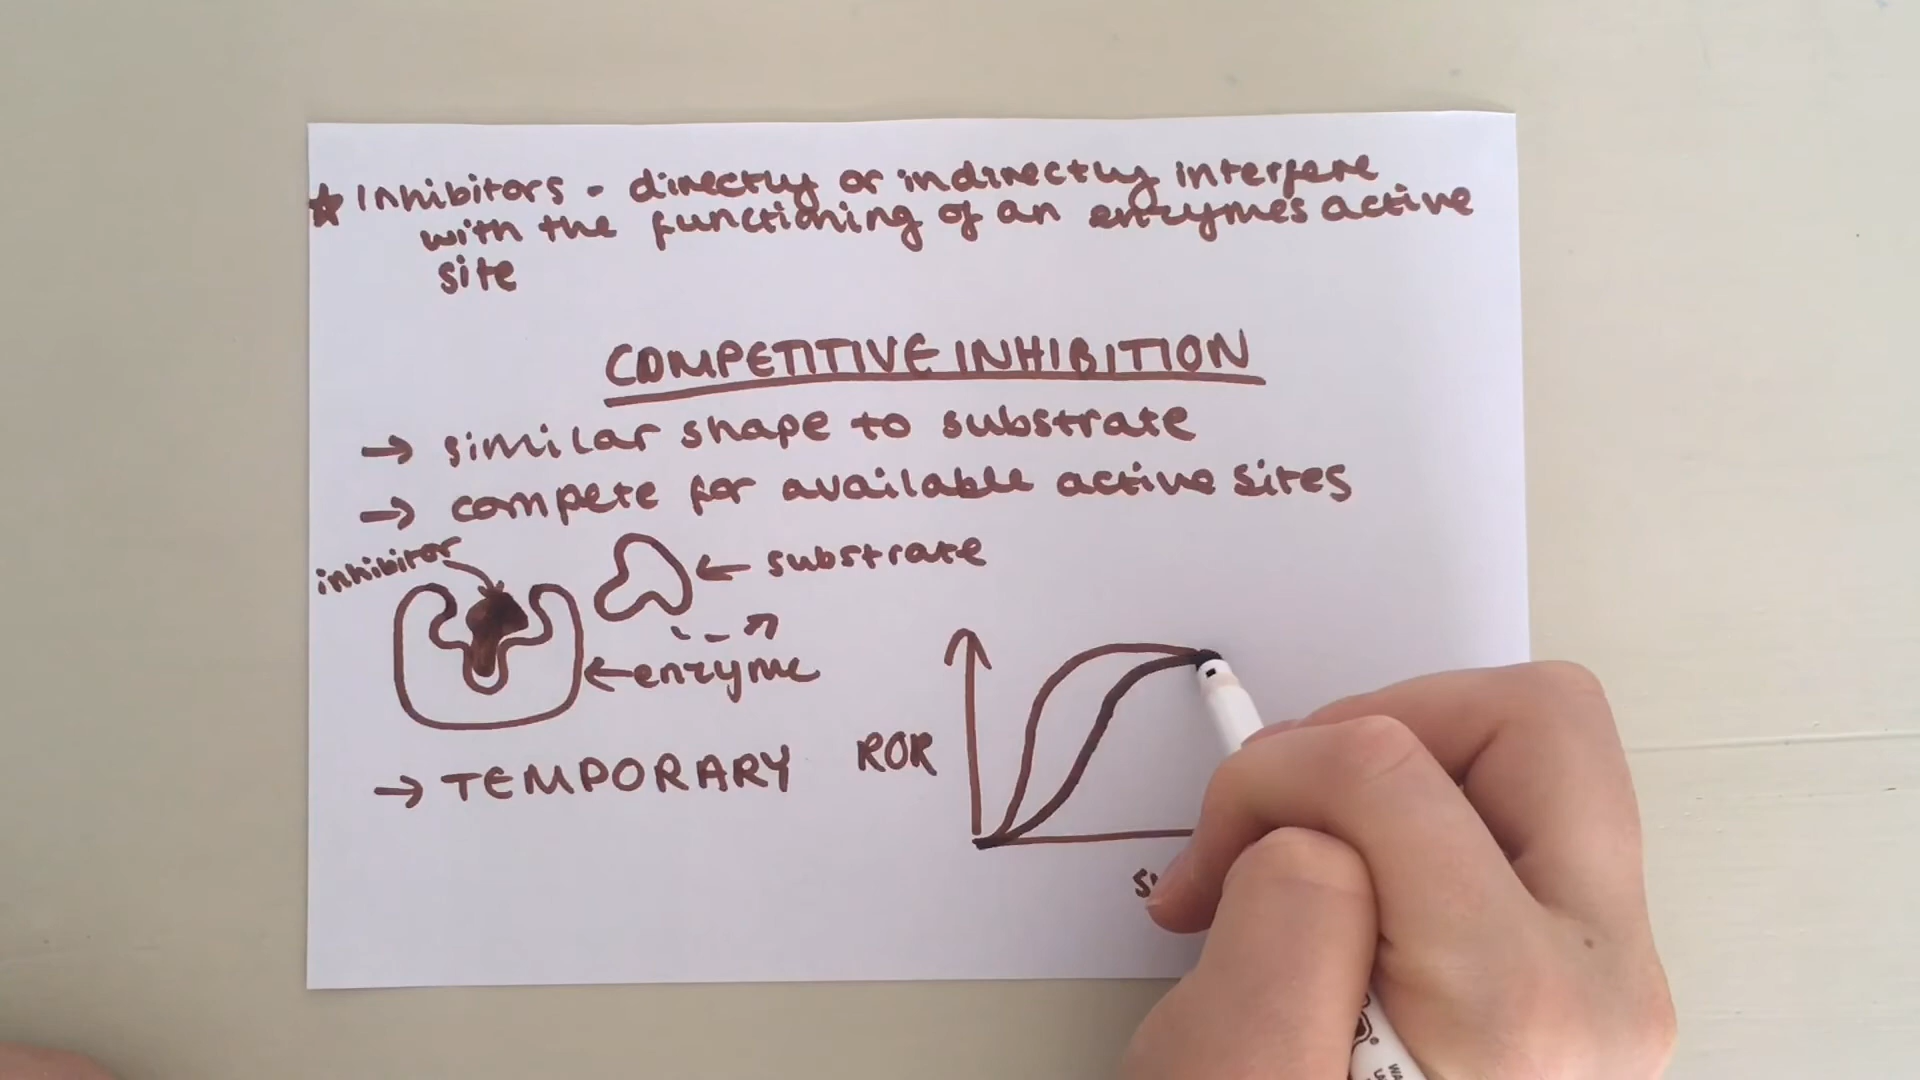 ★ Inhibitors - directly or indirectly interfere
with the functioning of an enzymes active
site
COMPETITIVE INHIBITION
→ similar shape to substrate
→ compete for available active sites
inhibitor
← substrate
← enzyme
→ TEMPORARY
ROR